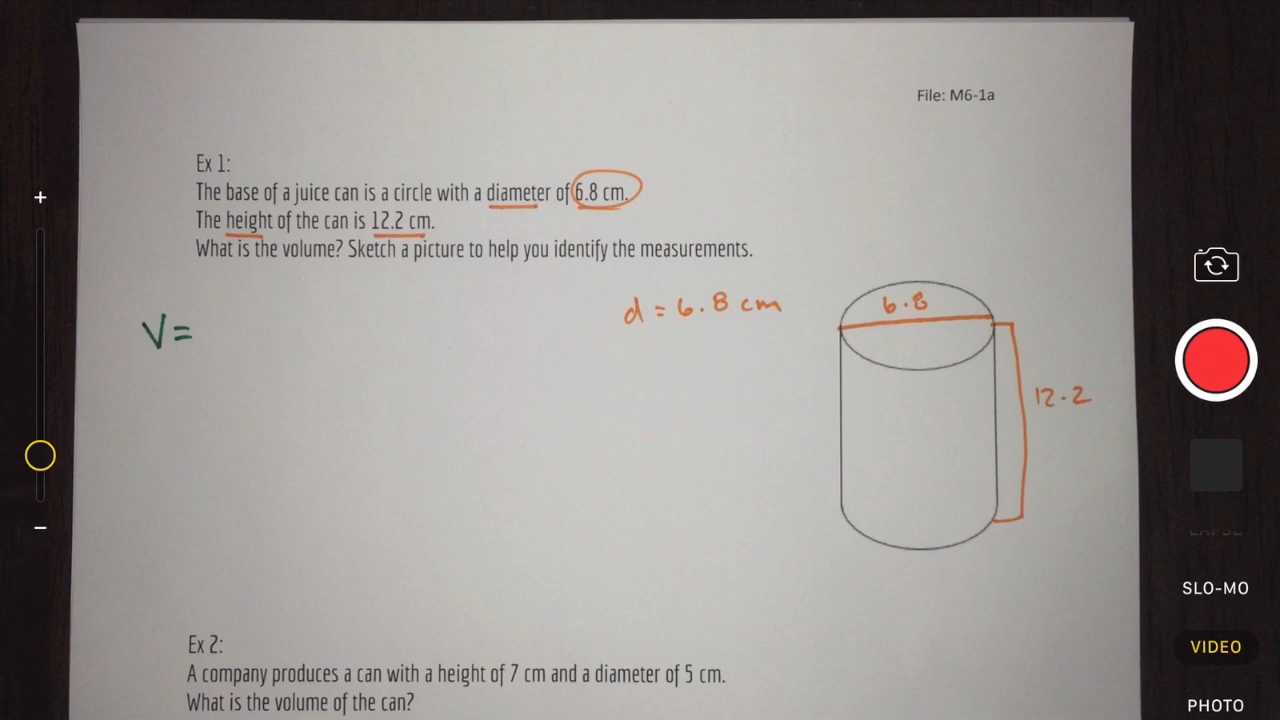 File: M6-1a
Ex 1:
The base of a juice can is a circle with a diameter of 6.8 cm.
The height of the can is 12.2 cm.
What is the volume? Sketch a picture to help you identify the measurements.
d = 6.8 cm
6.8
V=
12.2
Ex 2:
A company produces a can with a height of 7 cm and a diameter of 5 cm.
What is the volume of the can?
+
−
SLO-MO
VIDEO
PHOTO